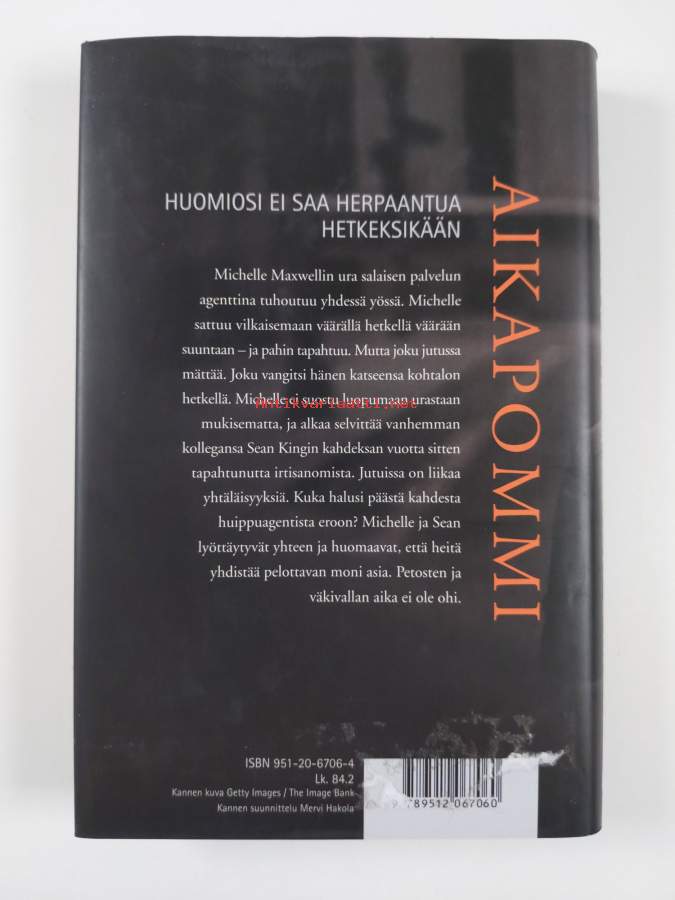 HUOMIOSI EI SAA HERPAANTUA
HETKEKSIKÄÄN
AIKAPOMMI
Michelle Maxwellin ura salaisen palvelun
agenttina tuhoutuu yhdessä yössä. Michelle
sattuu vilkaisemaan väärällä hetkellä väärään
suuntaan – ja pahin tapahtuu. Mutta joku jutussa
mättää. Joku vangitsi hänen katseensa kohtalon
hetkellä. Michelle ei suostu luopumaan urastaan
Antikvariaatti.net
mukisematta, ja alkaa selvittää vanhemman
kollegansa Sean Kingin kahdeksan vuotta sitten
tapahtunutta irtisanomista. Jutuissa on liikaa
yhtäläisyyksiä. Kuka halusi päästä kahdesta
huippuagentista eroon? Michelle ja Sean
lyöttäytyvät yhteen ja huomaavat, että heitä
yhdistää pelottavan moni asia. Petosten ja
väkivallan aika ei ole ohi.
ISBN 951-20-6706-4
Lk. 84.2
Kannen kuva Getty Images / The Image Bank
Kannen suunnittelu Mervi Hakola
9 789512 067060